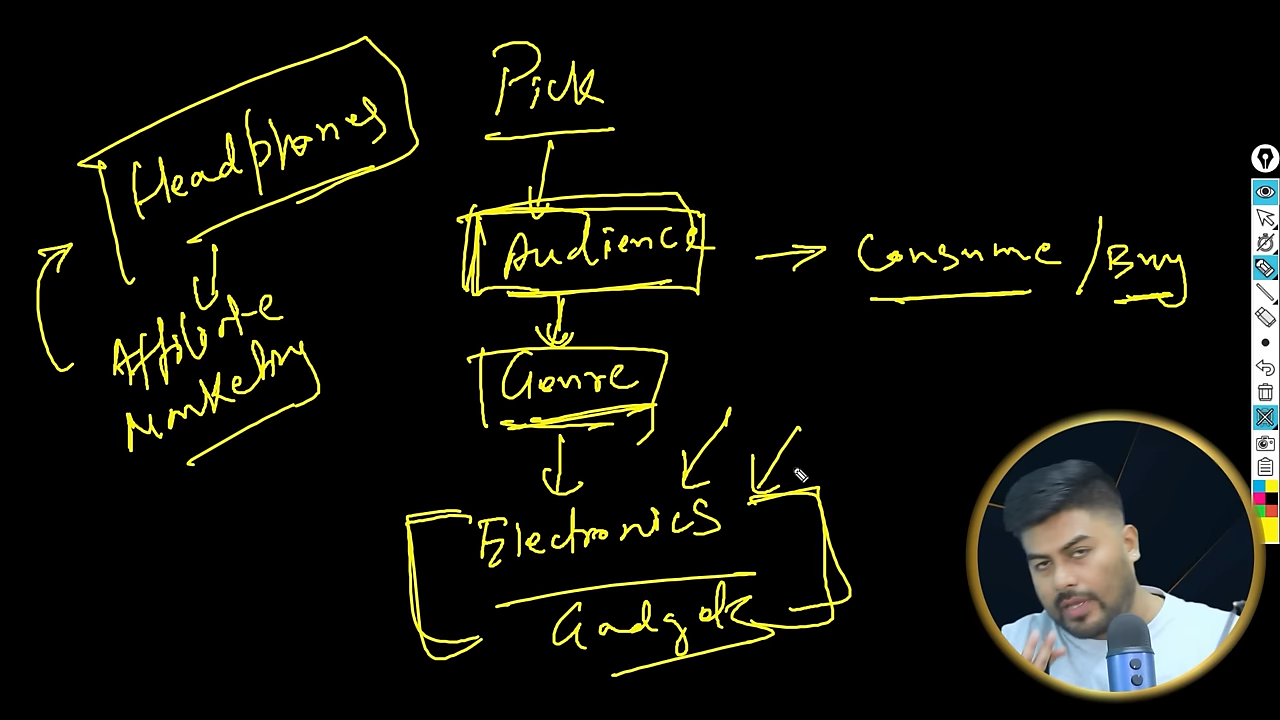 Pick
Headphones
Audience
Consume / Buy
Affiliate
Marketing
Genre
Electronics
Gadgets